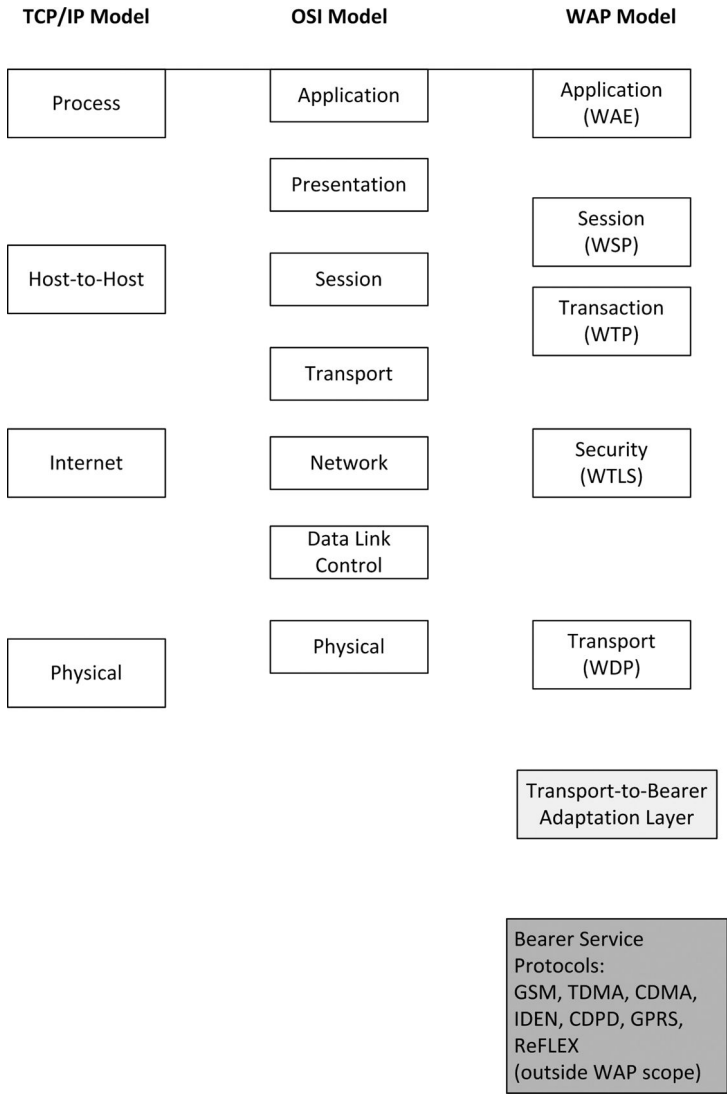 TCP/IP Model
OSI Model
WAP Model
Process
Application
Application
(WAE)
Presentation
Session
(WSP)
Host-to-Host
Session
Transaction
(WTP)
Transport
Internet
Network
Security
(WTLS)
Data Link
Control
Physical
Physical
Transport
(WDP)
Transport-to-Bearer
Adaptation Layer
Bearer Service
Protocols:
GSM, TDMA, CDMA,
IDEN, CDPD, GPRS,
ReFLEX
(outside WAP scope)